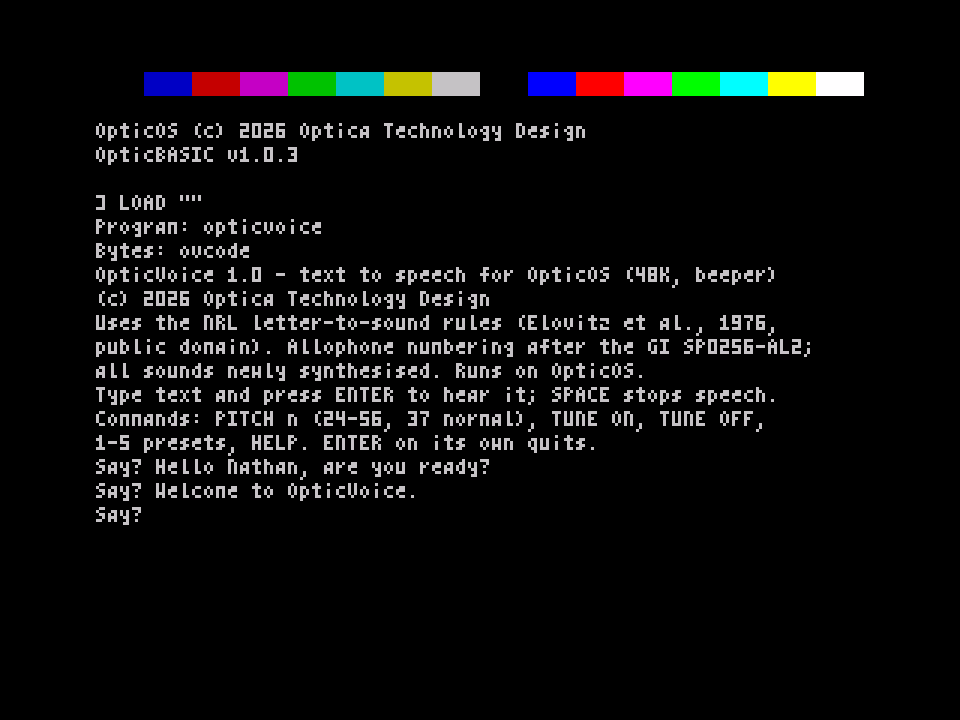 OpticOS (c) 2026 Optica Technology Design
OpticBASIC v1.0.3
] LOAD ""
Program: opticvoice
Bytes: ovcode
OpticVoice 1.0 - text to speech for OpticOS (48K, beeper)
(c) 2026 Optica Technology Design
Uses the NRL letter-to-sound rules (Elovitz et al., 1976,
public domain). Allophone numbering after the GI SP0256-AL2;
all sounds newly synthesised. Runs on OpticOS.
Type text and press ENTER to hear it; SPACE stops speech.
Commands: PITCH n (24-56, 37 normal), TUNE ON, TUNE OFF,
1-5 presets, HELP. ENTER on its own quits.
Say? Hello Nathan, are you ready?
Say? Welcome to OpticVoice.
Say?